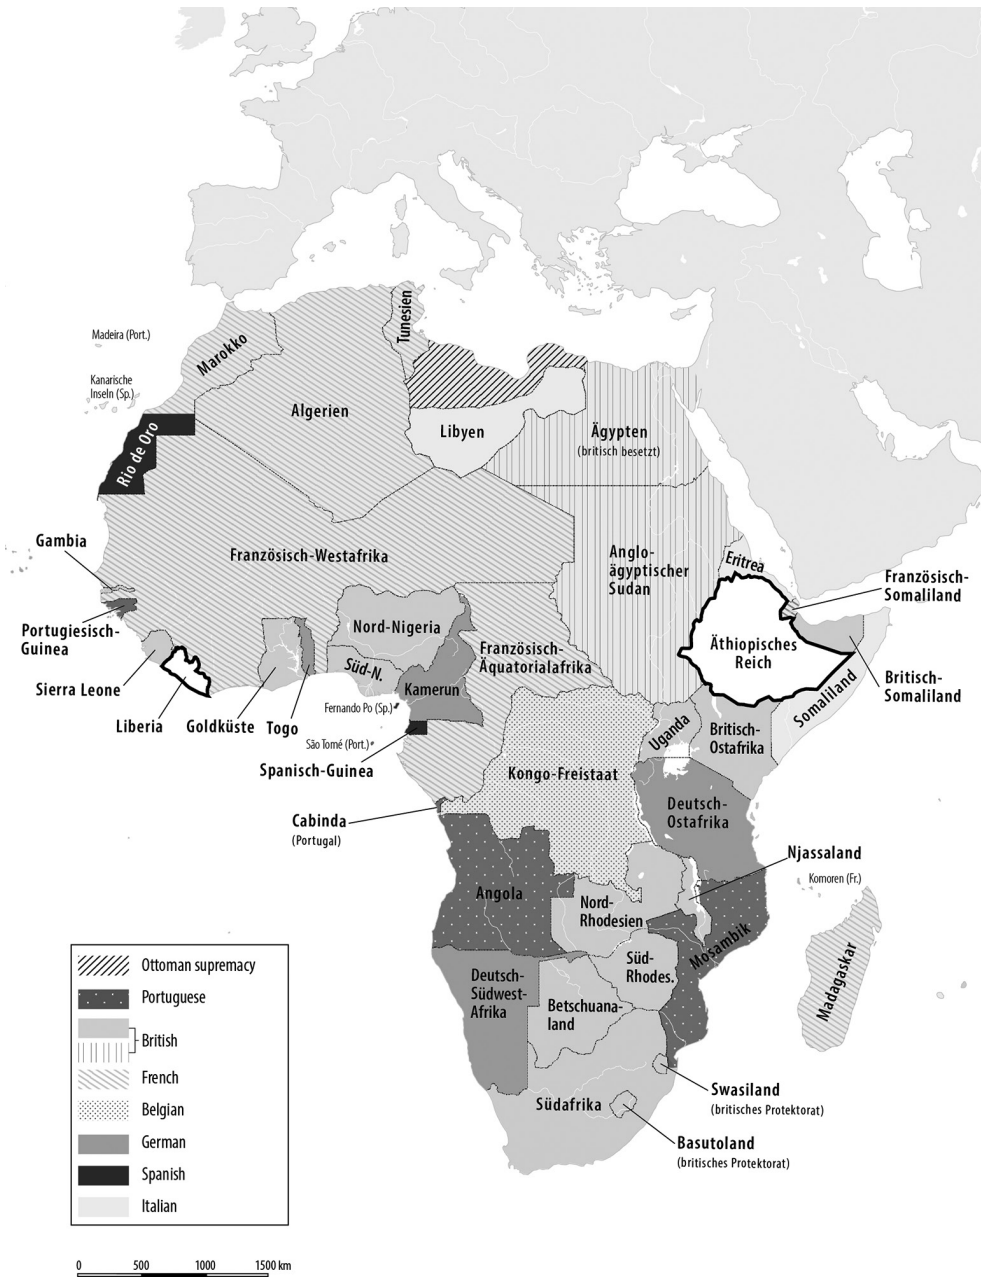 Madeira (Port.)
Kanarische
Inseln (Sp.)
Marokko
Tunesien
Algerien
Libyen
Ägypten
(britisch besetzt)
Rio de Oro
Gambia
Französisch-Westafrika
Anglo-
ägyptischer
Sudan
Eritrea
Französisch-
Somaliland
Portugiesisch-
Guinea
Nord-Nigeria
Französisch-
Äquatorialafrika
Äthiopisches
Reich
Sierra Leone
Süd-N.
Kamerun
Britisch-
Somaliland
Somaliland
Liberia
Goldküste
Togo
Fernando Po (Sp.)
Uganda
Britisch-
Ostafrika
São Tomé (Port.)
Spanisch-Guinea
Kongo-Freistaat
Cabinda
(Portugal)
Deutsch-
Ostafrika
Njassaland
Komoren (Fr.)
Angola
Nord-
Rhodesien
Mosambik
Madagaskar
Süd-
Rhodes.
Deutsch-
Südwest-
Afrika
Betschuana-
land
Swasiland
(britisches Protektorat)
Südafrika
Basutoland
(britisches Protektorat)
Ottoman supremacy
Portuguese
British
French
Belgian
German
Spanish
Italian
0 500 1000 1500 km